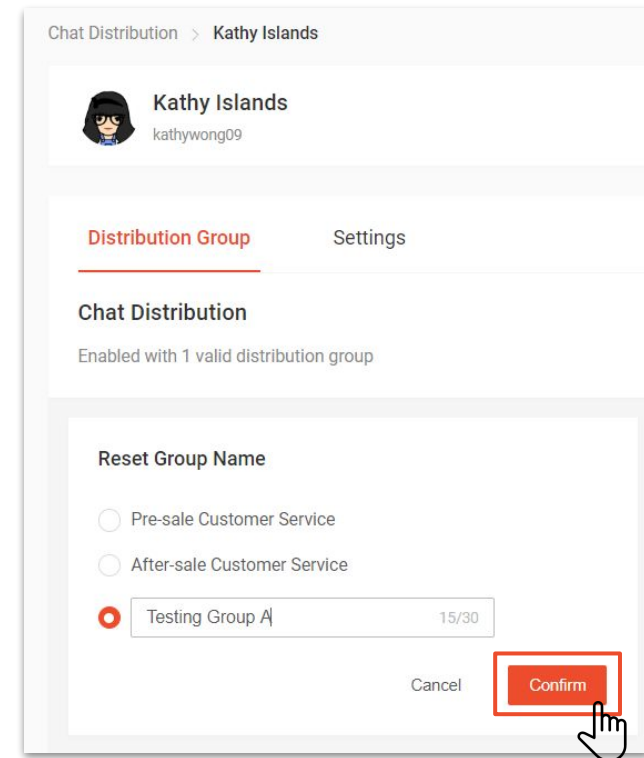 Chat Distribution > Kathy Islands
Kathy Islands
kathywong09
Distribution Group Settings
Chat Distribution
Enabled with 1 valid distribution group
Reset Group Name
Pre-sale Customer Service
After-sale Customer Service
Testing Group A 15/30
Cancel Confirm